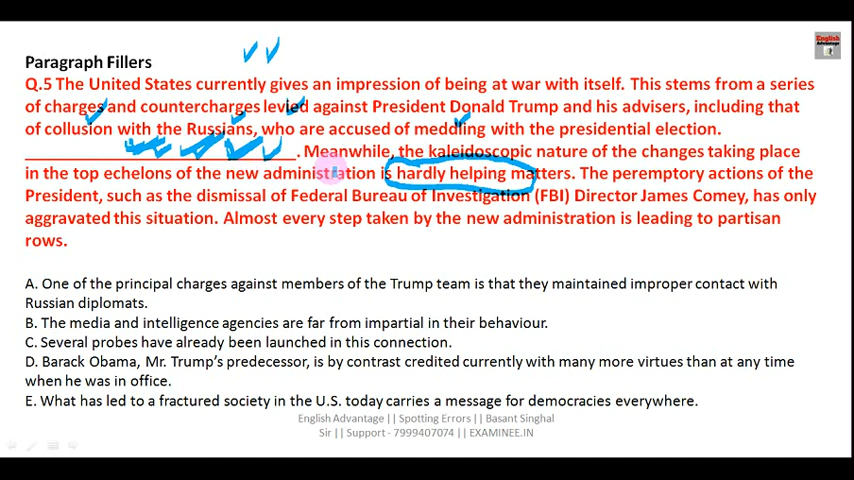 English
Advantage
Paragraph Fillers
Q.5 The United States currently gives an impression of being at war with itself. This stems from a series
of charges and countercharges levied against President Donald Trump and his advisers, including that
of collusion with the Russians, who are accused of meddling with the presidential election.
______________________________. Meanwhile, the kaleidoscopic nature of the changes taking place
in the top echelons of the new administration is hardly helping matters. The peremptory actions of the
President, such as the dismissal of Federal Bureau of Investigation (FBI) Director James Comey, has only
aggravated this situation. Almost every step taken by the new administration is leading to partisan
rows.
A. One of the principal charges against members of the Trump team is that they maintained improper contact with
Russian diplomats.
B. The media and intelligence agencies are far from impartial in their behaviour.
C. Several probes have already been launched in this connection.
D. Barack Obama, Mr. Trump's predecessor, is by contrast credited currently with many more virtues than at any time
when he was in office.
E. What has led to a fractured society in the U.S. today carries a message for democracies everywhere.
English Advantage || Spotting Errors || Basant Singhal
Sir || Support - 7999407074 || EXAMINEE.IN